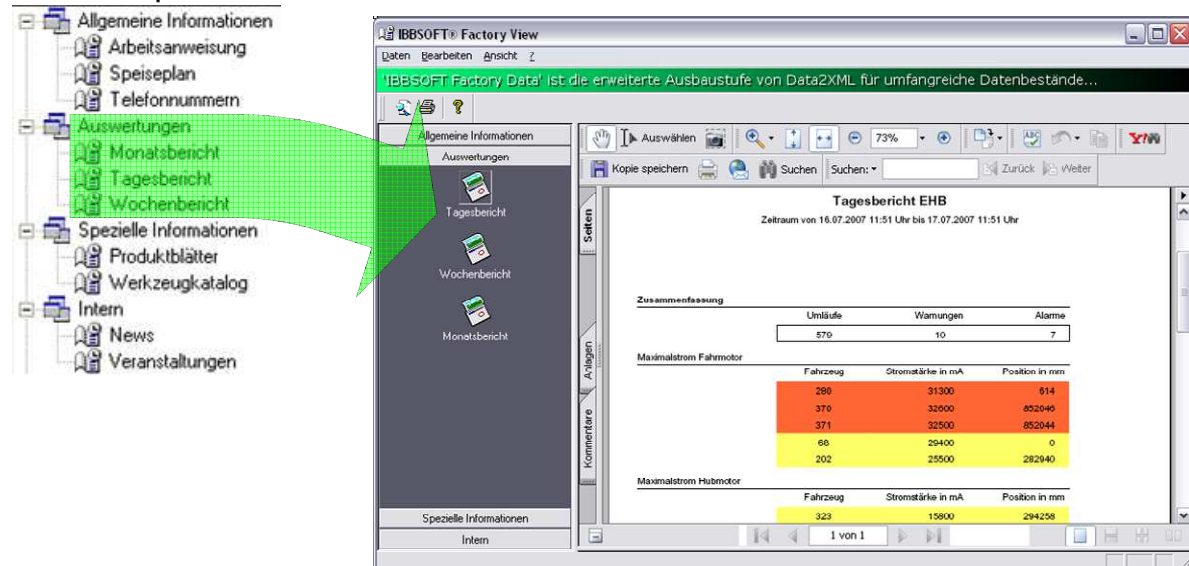 Allgemeine Informationen
Arbeitsanweisung
Speiseplan
Telefonnummern
Auswertungen
Monatsbericht
Tagesbericht
Wochenbericht
Spezielle Informationen
Produktblätter
Werkzeugkatalog
Intern
News
Veranstaltungen
IBBSOFT® Factory View
Daten Bearbeiten Ansicht ?
'IBBSOFT Factory Data' ist die erweiterte Ausbaustufe von Data2XML für umfangreiche Datenbestände...
Allgemeine Informationen
Auswertungen
Tagesbericht
Wochenbericht
Monatsbericht
Spezielle Informationen
Intern
Auswählen 73% Y!
Kopie speichern Suchen Suchen: Zurück Weiter
Seiten
Anlagen
Kommentare
Tagesbericht EHB
Zeitraum von 16.07.2007 11:51 Uhr bis 17.07.2007 11:51 Uhr
Zusammenfassung
Umläufe Warnungen Alarme
579 10 7
Maximalstrom Fahrmotor
Fahrzeug Stromstärke in mA Position in mm
280 31300 614
370 32600 852046
371 32500 852044
68 29400 0
202 25500 282940
Maximalstrom Hubmotor
Fahrzeug Stromstärke in mA Position in mm
323 15800 294258
1 von 1